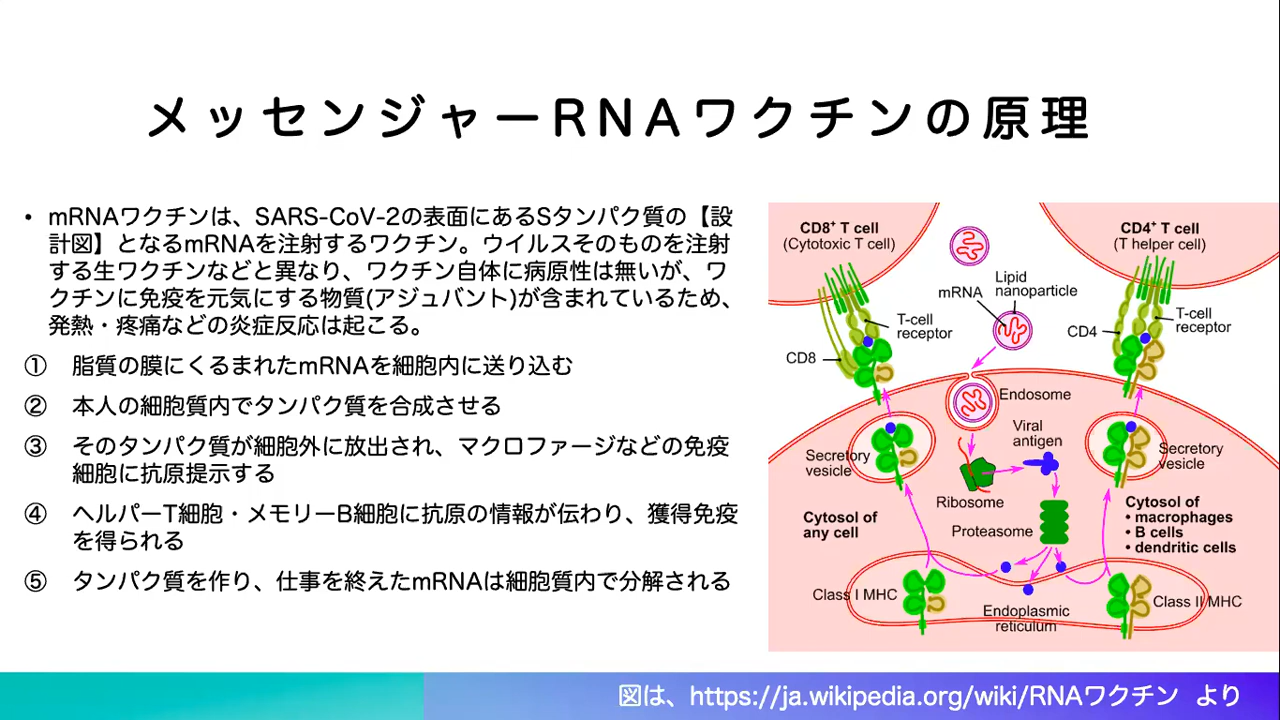 メッセンジャーRNAワクチンの原理
• mRNAワクチンは、SARS-CoV-2の表面にあるSタンパク質の【設
計図】となるmRNAを注射するワクチン。ウイルスそのものを注射
する生ワクチンなどと異なり、ワクチン自体に病原性は無いが、ワ
クチンに免疫を元気にする物質(アジュバント)が含まれているため、
発熱・疼痛などの炎症反応は起こる。
① 脂質の膜にくるまれたmRNAを細胞内に送り込む
② 本人の細胞質内でタンパク質を合成させる
③ そのタンパク質が細胞外に放出され、マクロファージなどの免疫
細胞に抗原提示する
④ ヘルパーT細胞・メモリーB細胞に抗原の情報が伝わり、獲得免疫
を得られる
⑤ タンパク質を作り、仕事を終えたmRNAは細胞質内で分解される
CD8⁺ T cell
(Cytotoxic T cell)
CD4⁺ T cell
(T helper cell)
Lipid
nanoparticle
mRNA
T-cell
receptor
CD8
CD4
T-cell
receptor
Endosome
Viral
antigen
Secretory
vesicle
Secretory
vesicle
Ribosome
Proteasome
Cytosol of
any cell
Cytosol of
• macrophages
• B cells
• dendritic cells
Class I MHC
Endoplasmic
reticulum
Class II MHC
図は、https://ja.wikipedia.org/wiki/RNAワクチン より